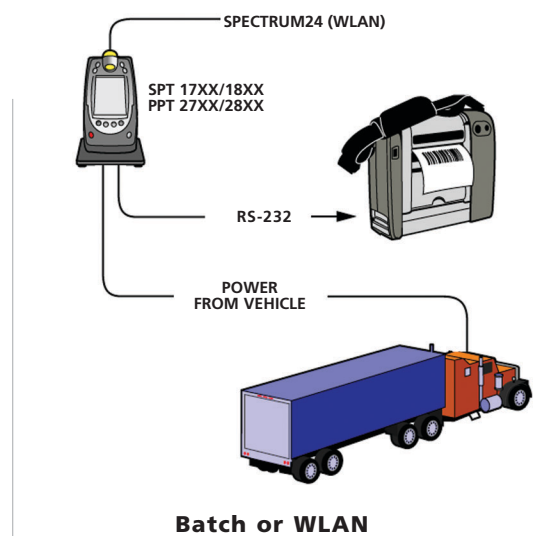 SPECTRUM24 (WLAN)
SPT 17XX/18XX
PPT 27XX/28XX
RS-232
POWER
FROM VEHICLE
Batch or WLAN